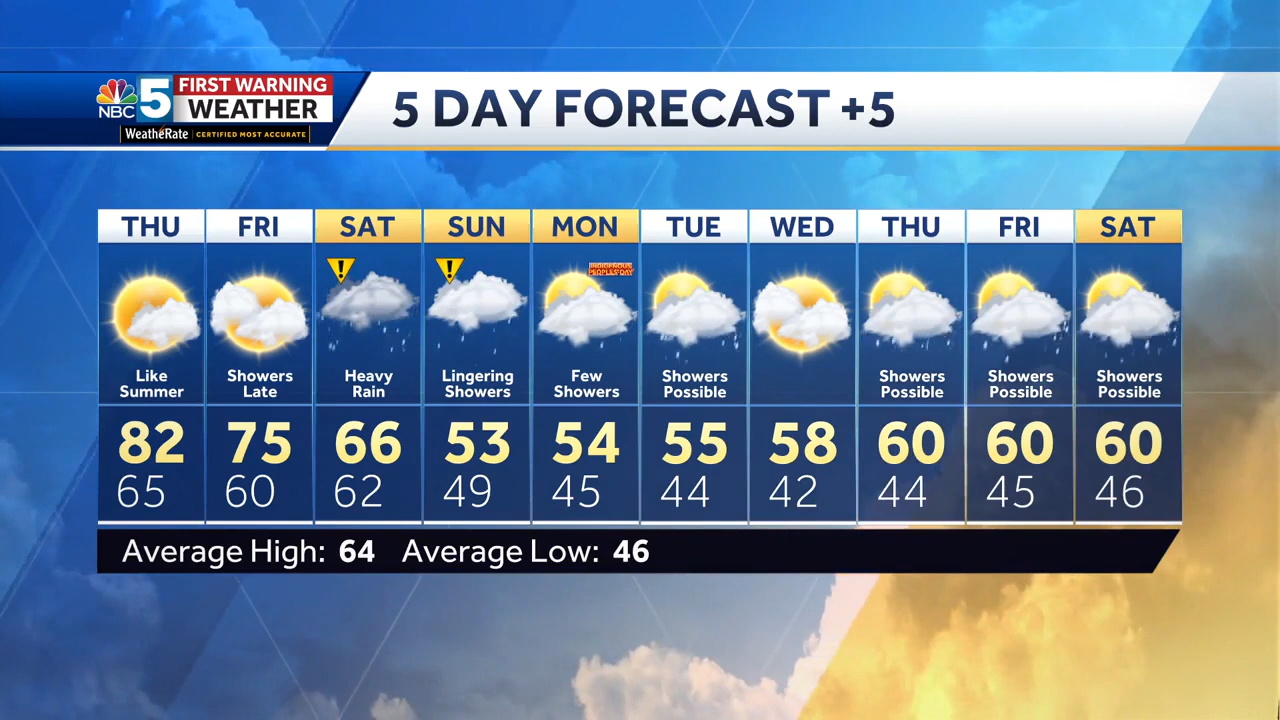 FIRST WARNING
NBC 5 WEATHER
WeatheRate CERTIFIED MOST ACCURATE
5 DAY FORECAST +5
THU FRI SAT SUN MON TUE WED THU FRI SAT
! !
INDIGENOUS
PEOPLES' DAY
Like Showers Heavy Lingering Few Showers Showers Showers Showers
Summer Late Rain Showers Showers Possible Possible Possible Possible
82 75 66 53 54 55 58 60 60 60
65 60 62 49 45 44 42 44 45 46
Average High: 64 Average Low: 46